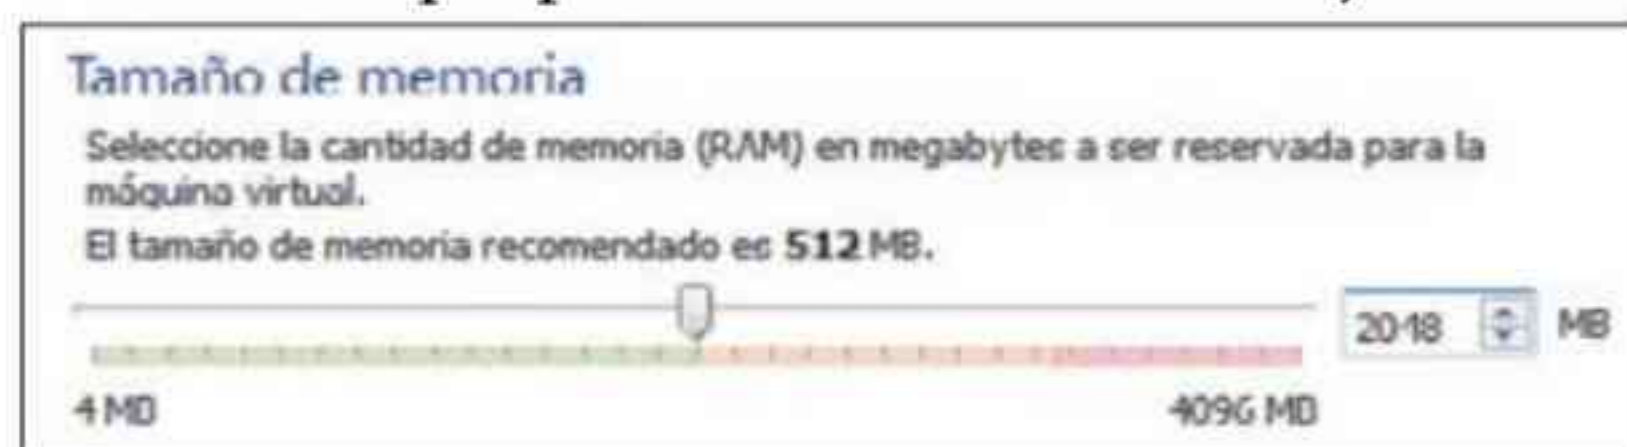 Tamaño de memoria
Seleccione la cantidad de memoria (RAM) en megabytes a ser reservada para la
máquina virtual.
El tamaño de memoria recomendado es 512 MB.
2048 MB
4 MB 4096 MB